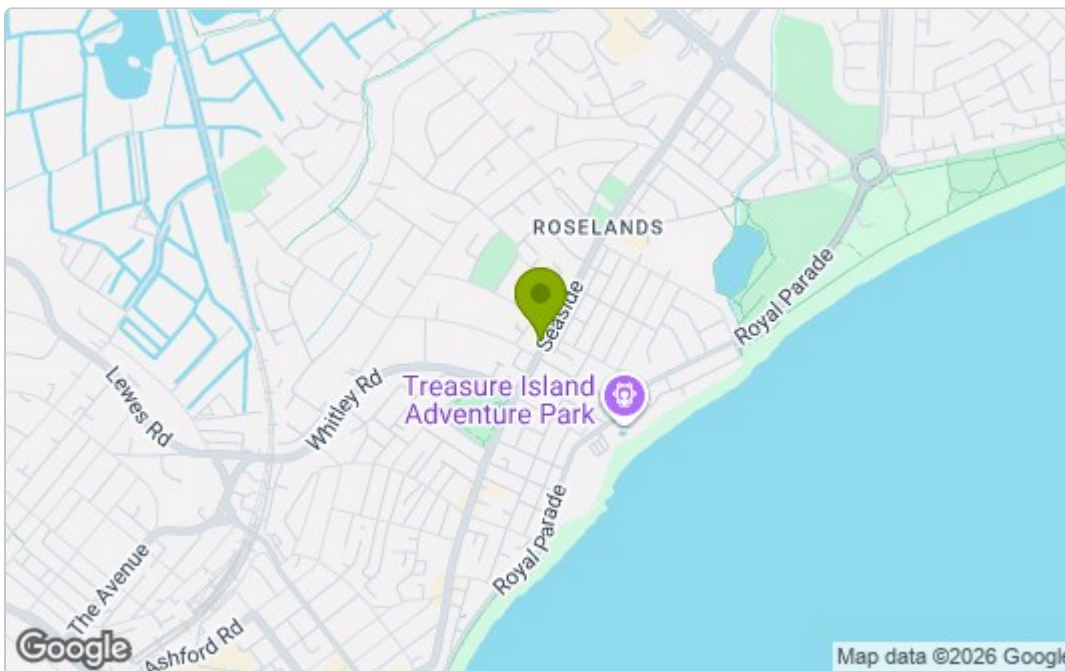 ROSELANDS
Seaside
Royal Parade
Treasure Island
Adventure Park
Whitley Rd
Lewes Rd
Royal Parade
The Avenue
Ashford Rd
Google
Map data ©2026 Google